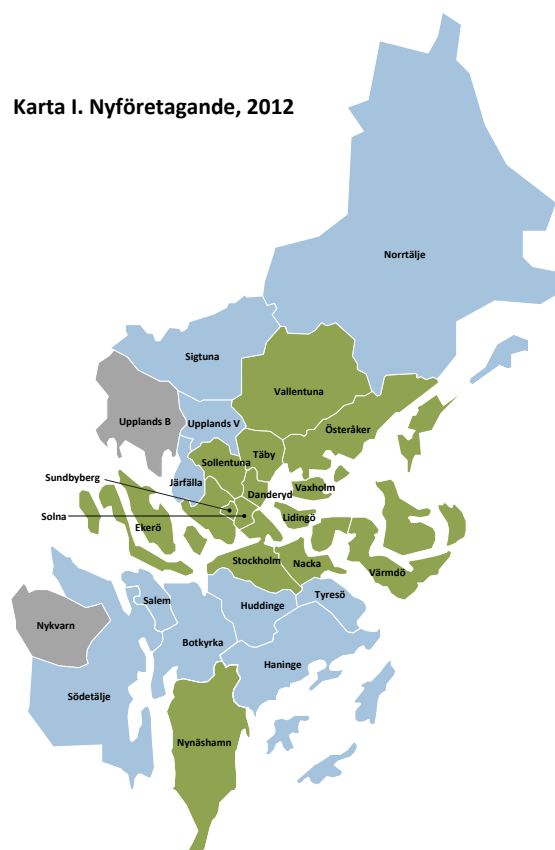 Karta I. Nyföretagande, 2012
Norrtälje
Sigtuna
Vallentuna
Upplands B
Upplands V
Österåker
Täby
Sollentuna
Sundbyberg
Järfälla
Danderyd
Vaxholm
Solna
Lidingö
Ekerö
Stockholm
Nacka
Värmdö
Salem
Huddinge
Tyresö
Nykvarn
Botkyrka
Haninge
Södetälje
Nynäshamn